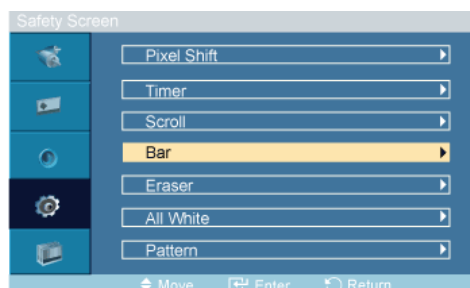 Safety Screen
Pixel Shift
Timer
Scroll
Bar
Eraser
All White
Pattern
Move Enter Return